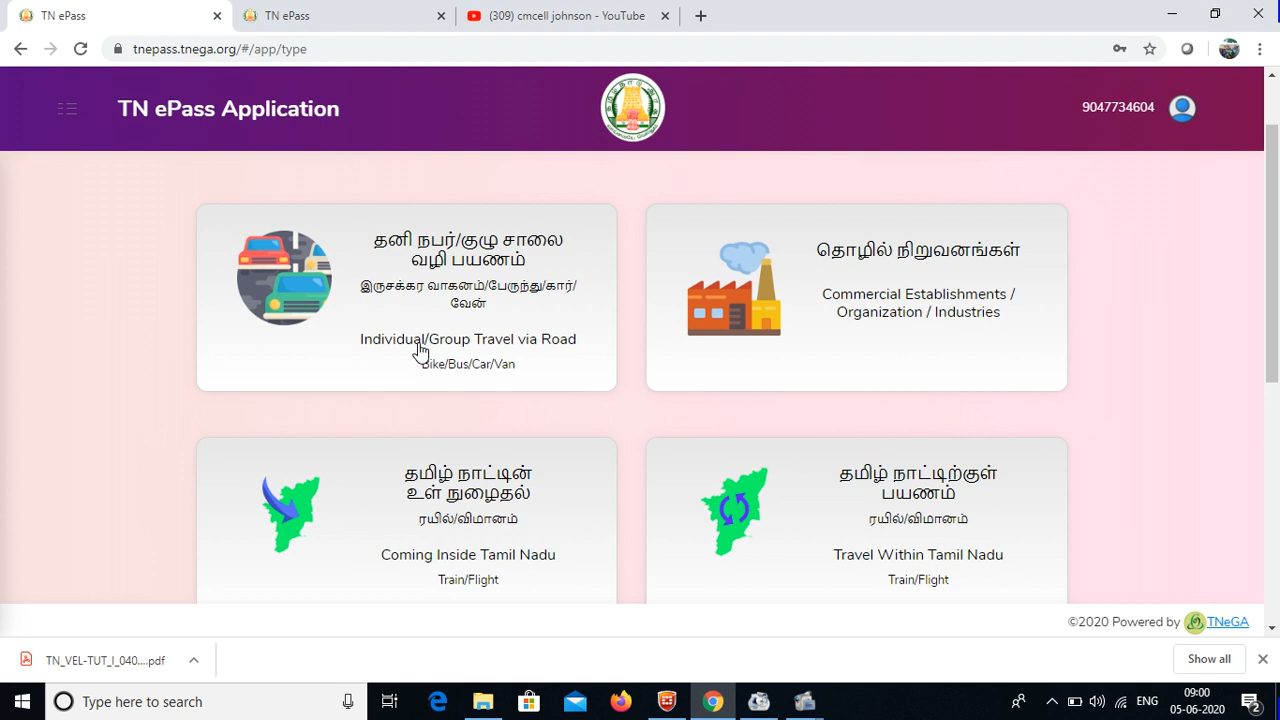 TN ePass
TN ePass
(309) cmcell johnson - YouTube
tnepass.tnega.org/#/app/type
TN ePass Application
9047734604
தனி நபர்/குழு சாலை
வழி பயணம்
இருசக்கர வாகனம்/பேருந்து/கார்/
வேன்
Individual/Group Travel via Road
Bike/Bus/Car/Van
தொழில் நிறுவனங்கள்
Commercial Establishments /
Organization / Industries
தமிழ் நாட்டின்
உள் நுழைதல்
ரயில்/விமானம்
Coming Inside Tamil Nadu
Train/Flight
தமிழ் நாட்டிற்குள்
பயணம்
ரயில்/விமானம்
Travel Within Tamil Nadu
Train/Flight
©2020 Powered by TNeGA
TN_VEL-TUT_I_040....pdf
Show all
Type here to search
ENG
09:00
05-06-2020
2